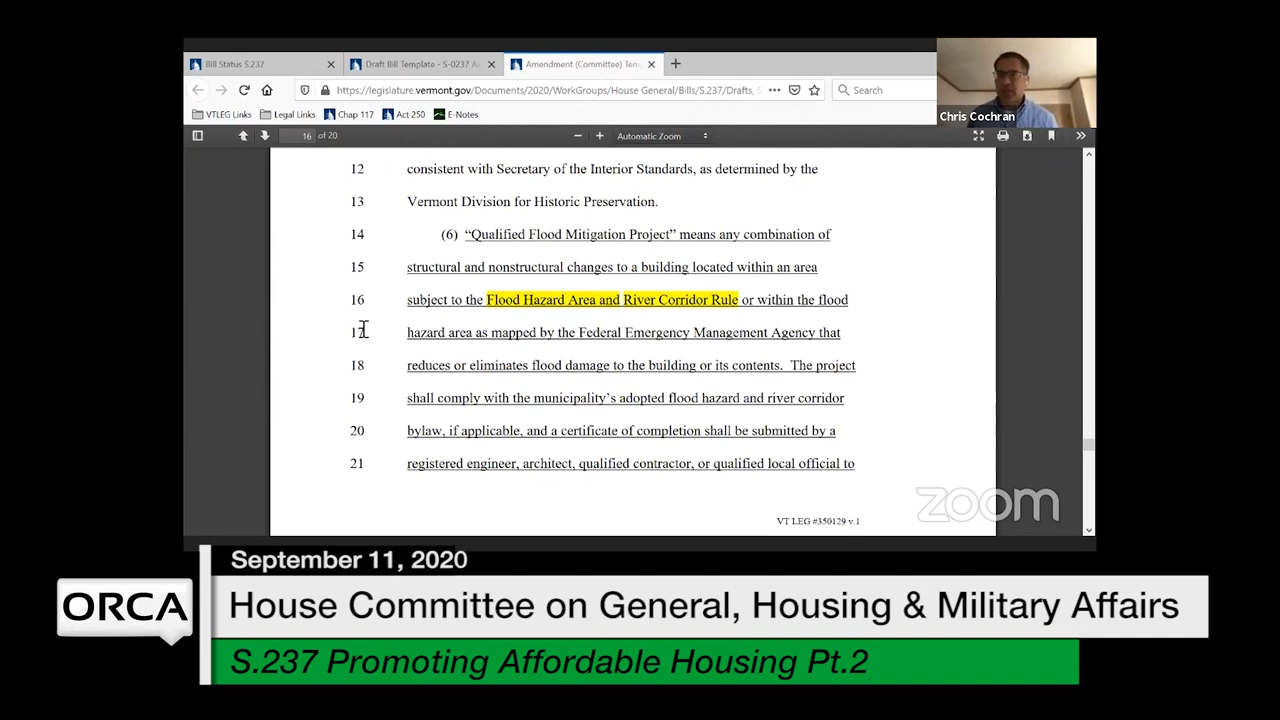 Bill Status S.237
Draft Bill Template - S-0237 A
Amendment (Committee) Tem
https://legislature.vermont.gov/Documents/2020/WorkGroups/House General/Bills/S.237/Drafts, S
Search
VTLEG Links Legal Links Chap 117 Act 250 E-Notes
Chris Cochran
16 of 20
Automatic Zoom
12 consistent with Secretary of the Interior Standards, as determined by the
13 Vermont Division for Historic Preservation.
14 (6) “Qualified Flood Mitigation Project” means any combination of
15 structural and nonstructural changes to a building located within an area
16 subject to the Flood Hazard Area and River Corridor Rule or within the flood
17 hazard area as mapped by the Federal Emergency Management Agency that
18 reduces or eliminates flood damage to the building or its contents. The project
19 shall comply with the municipality’s adopted flood hazard and river corridor
20 bylaw, if applicable, and a certificate of completion shall be submitted by a
21 registered engineer, architect, qualified contractor, or qualified local official to
VT LEG #350129 v.1
zoom
September 11, 2020
ORCA
House Committee on General, Housing & Military Affairs
S.237 Promoting Affordable Housing Pt.2